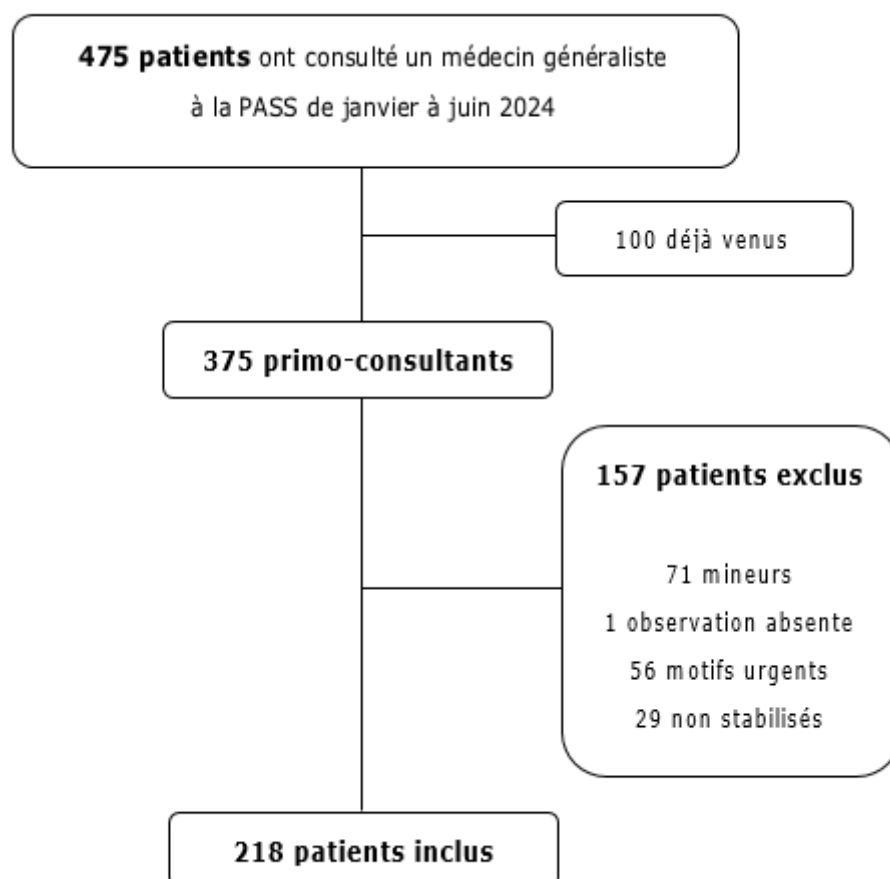 475 patients ont consulté un médecin généraliste
à la PASS de janvier à juin 2024
100 déjà venus
375 primo-consultants
157 patients exclus
71 mineurs
1 observation absente
56 motifs urgents
29 non stabilisés
218 patients inclus